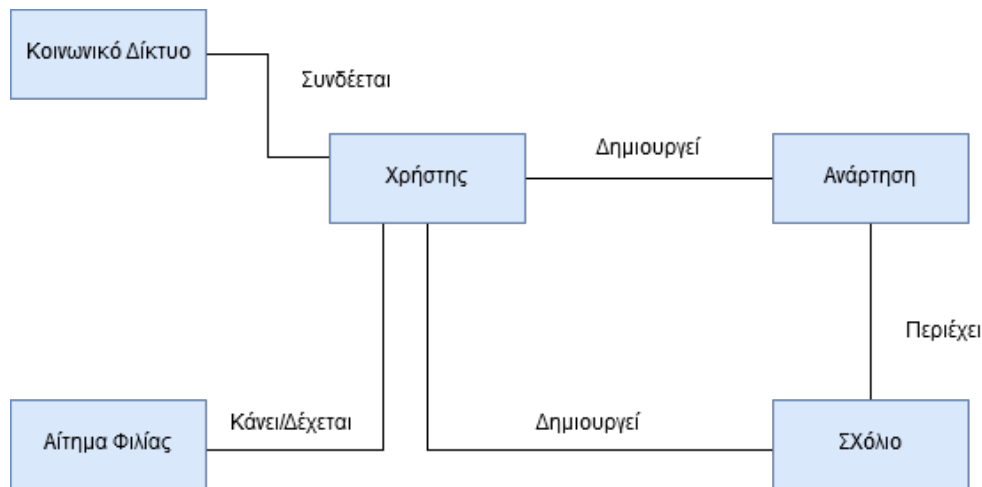 Κοινωνικό Δίκτυο
Συνδέεται
Χρήστης
Δημιουργεί
Ανάρτηση
Περιέχει
Αίτημα Φιλίας
Κάνει/Δέχεται
Δημιουργεί
ΣΧόλιο